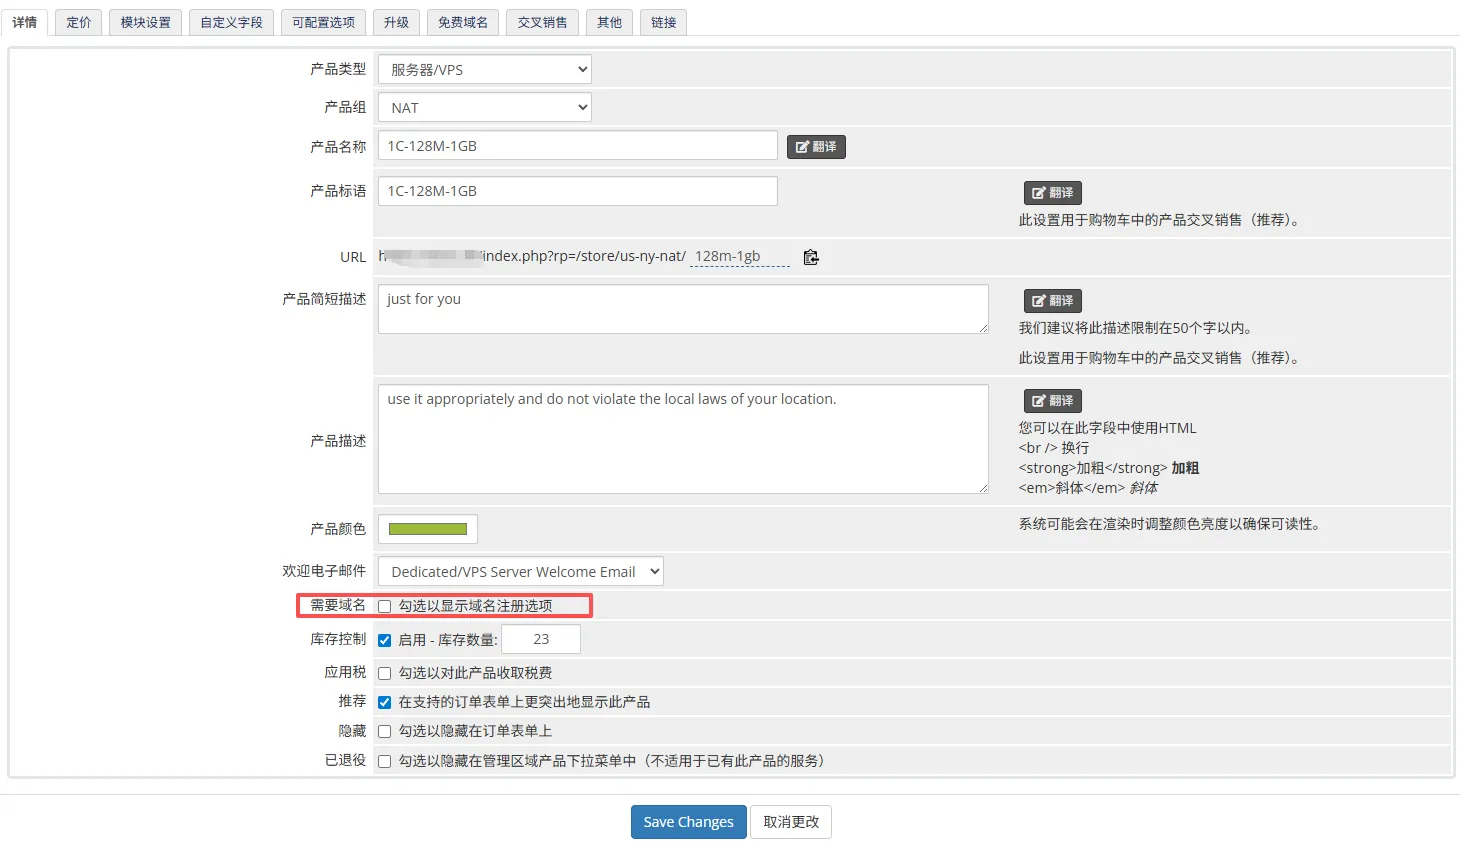 详情 定价 模块设置 自定义字段 可配置选项 升级 免费域名 交叉销售 其他 链接
产品类型 服务器/VPS
产品组 NAT
产品名称 1C-128M-1GB 翻译
产品标语 1C-128M-1GB 翻译
此设置用于购物车中的产品交叉销售（推荐）。
URL h index.php?rp=/store/us-ny-nat/ 128m-1gb
产品简短描述 just for you 翻译
我们建议将此描述限制在50个字以内。
此设置用于购物车中的产品交叉销售（推荐）。
产品描述 use it appropriately and do not violate the local laws of your location. 翻译
您可以在此字段中使用HTML
<br /> 换行
<strong>加粗</strong> 加粗
<em>斜体</em> 斜体
产品颜色 系统可能会在渲染时调整颜色亮度以确保可读性。
欢迎电子邮件 Dedicated/VPS Server Welcome Email
需要域名 勾选以显示域名注册选项
库存控制 启用 - 库存数量: 23
应用税 勾选以对此产品收取税费
推荐 在支持的订单表单上更突出地显示此产品
隐藏 勾选以隐藏在订单表单上
已退役 勾选以隐藏在管理区域产品下拉菜单中（不适用于已有此产品的服务）
Save Changes 取消更改